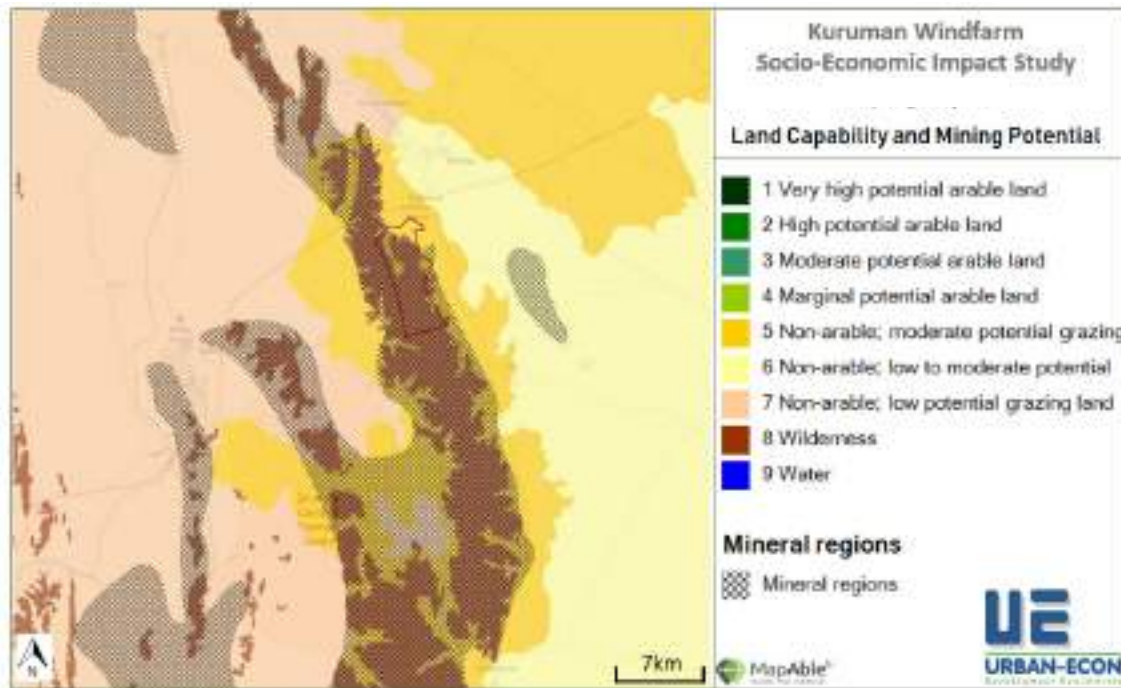 Kuruman Windfarm
Socio-Economic Impact Study
Land Capability and Mining Potential
1 Very high potential arable land
2 High potential arable land
3 Moderate potential arable land
4 Marginal potential arable land
5 Non-arable; moderate potential grazing
6 Non-arable; low to moderate potential
7 Non-arable; low potential grazing land
8 Wilderness
9 Water
Mineral regions
Mineral regions
N
7km
MapAble
UE
URBAN-ECON